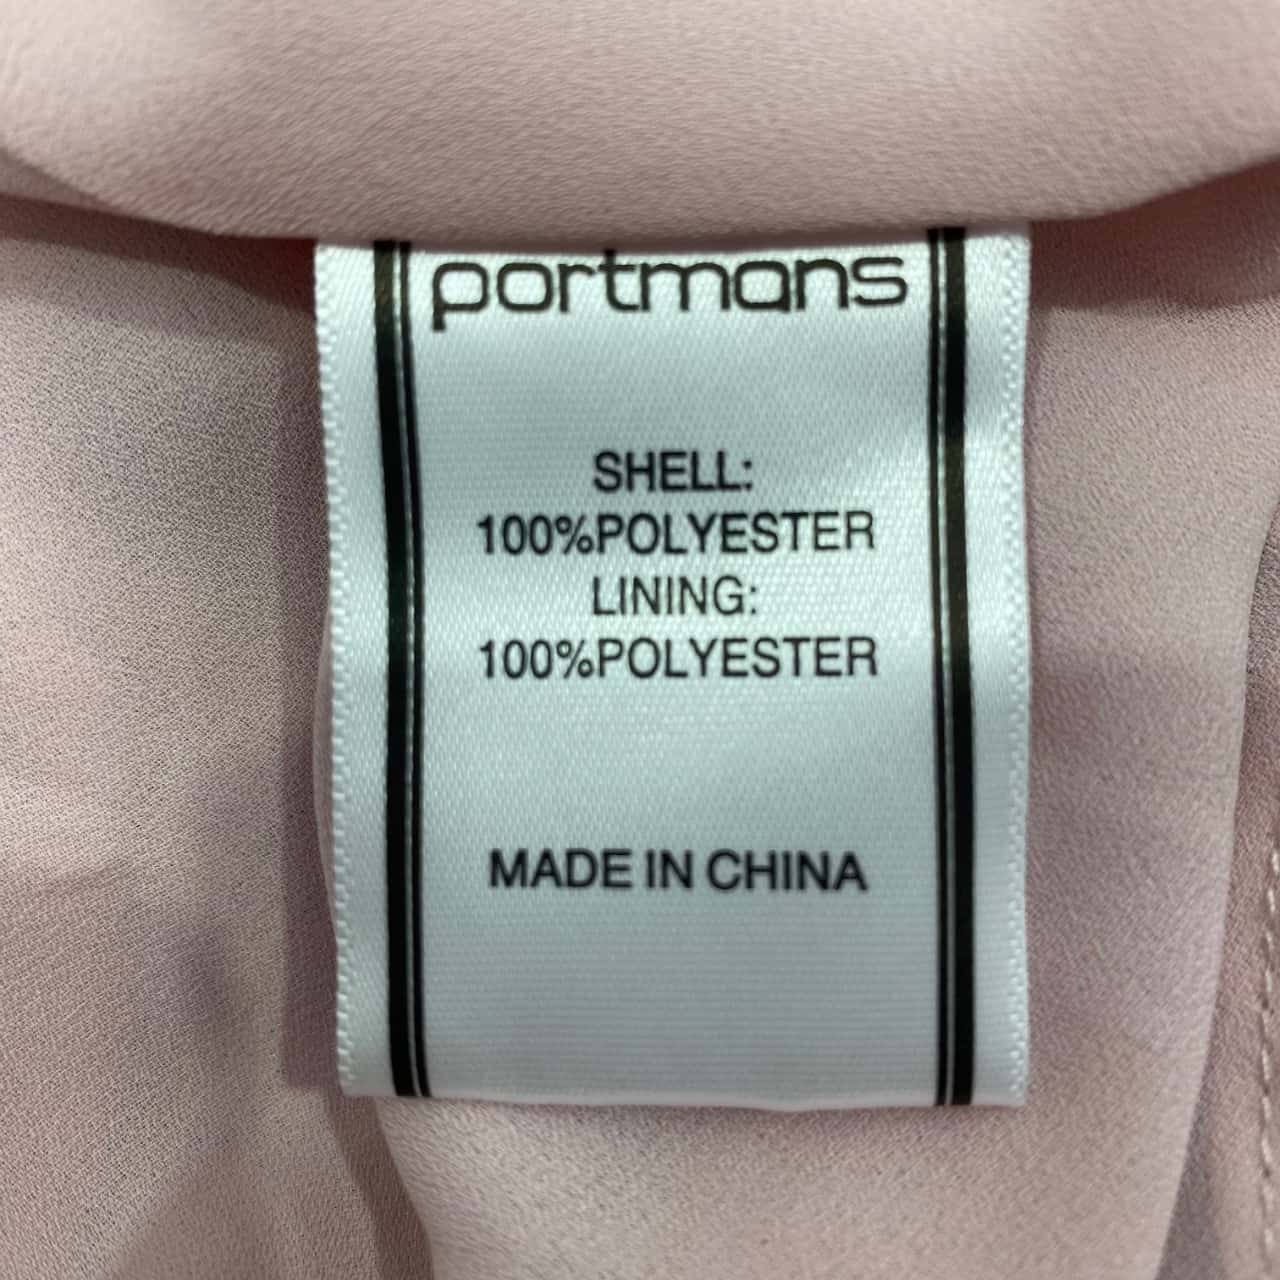 portmans
SHELL:
100%POLYESTER
LINING:
100%POLYESTER
MADE IN CHINA